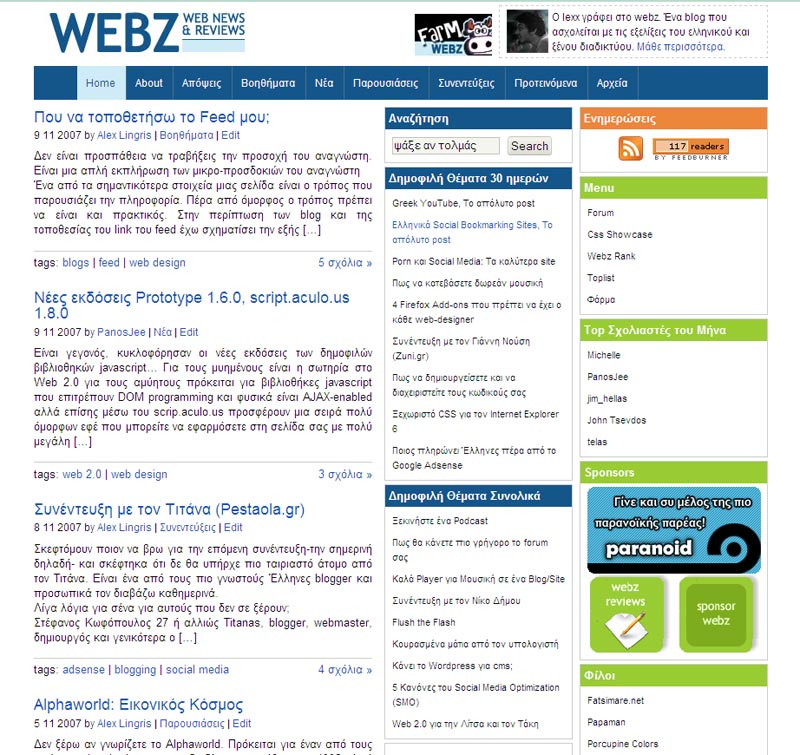 WEBZ WEB NEWS & REVIEWS
FARM WEBZ
Ο lexx γράφει στο webz. Ένα blog που
ασχολείται με τις εξελίξεις του ελληνικού και
ξένου διαδικτύου. Μάθε περισσότερα.
Home About Απόψεις Βοηθήματα Νέα Παρουσιάσεις Συνεντεύξεις Προτεινόμενα Αρχεία
Που να τοποθετήσω το Feed μου;
9 11 2007 by Alex Lingris | Βοηθήματα | Edit
Δεν είναι προσπάθεια να τραβήξεις την προσοχή του αναγνώστη.
Είναι μια απλή εκπλήρωση των μικρο-προσδοκιών του αναγνώστη
Ένα από τα σημαντικότερα στοιχεία μιας σελίδα είναι ο τρόπος που
παρουσιάζει την πληροφορία. Πέρα από όμορφος ο τρόπος πρέπει
να είναι και πρακτικός. Στην περίπτωση των blog και της
τοποθεσίας του link του feed έχω σχηματίσει την εξής [...]
tags: blogs | feed | web design 5 σχόλια »
Νέες εκδόσεις Prototype 1.6.0, script.aculo.us
1.8.0
9 11 2007 by PanosJee | Νέα | Edit
Είναι γεγονός, κυκλοφόρησαν οι νέες εκδόσεις των δημοφιλών
βιβλιοθηκών javascript... Για τους μυημένους είναι η σωτηρία στο
Web 2.0 για τους αμύητους πρόκειται για βιβλιοθήκες javascript
που επιτρέπουν DOM programming και φυσικά είναι AJAX-enabled
αλλά επίσης μέσω του scrip.aculo.us προσφέρουν μια σειρά πολύ
όμορφων εφέ που μπορείτε να εφαρμόσετε στη σελίδα σας με πολύ
μεγάλη [...]
tags: web 2.0 | web design 3 σχόλια »
Συνέντευξη με τον Τιτάνα (Pestaola.gr)
8 11 2007 by Alex Lingris | Συνεντεύξεις | Edit
Σκεφτόμουν ποιον να βρω για την επόμενη συνέντευξη-την σημερινή
δηλαδή- και σκέφτηκα ότι δε θα υπήρχε πιο ταιριαστό άτομο από
τον Τιτάνα. Είναι ένα από τους πιο γνωστούς Έλληνες blogger και
προσωπικά τον διαβάζω καθημερινά.
Λίγα λόγια για σένα για αυτούς που δεν σε ξέρουν;
Στέφανος Κωφόπουλος 27 ή αλλιώς Titanas, blogger, webmaster,
δημιουργός και γενικότερα ο [...]
tags: adsense | blogging | social media 4 σχόλια »
Alphaworld: Εικονικός Κόσμος
5 11 2007 by Alex Lingris | Παρουσιάσεις | Edit
Δεν ξέρω αν γνωρίζετε το Alphaworld. Πρόκειται για έναν από τους
Αναζήτηση
ψάξε αν τολμάς Search
Δημοφιλή Θέματα 30 ημερών
Greek YouTube, Το απόλυτο post
Ελληνικά Social Bookmarking Sites, Το
απόλυτο post
Porn και Social Media: Τα καλύτερα site
Πως να κατεβάσετε δωρεάν μουσική
4 Firefox Add-ons που πρέπει να έχει ο
κάθε web-designer
Συνέντευξη με τον Γιάννη Νούση
(Zuni.gr)
Πως να δημιουργείσετε και να
διαχειριστείτε τους κωδικούς σας
Ξεχωριστό CSS για τον Internet Explorer
6
Ποιος πληρώνει Έλληνες πέρα από το
Google Adsense
Δημοφιλή Θέματα Συνολικά
Ξεκινήστε ένα Podcast
Πως θα κάνετε πιο γρήγορο το forum
σας
Καλά Player για Μουσική σε ένα Blog/Site
Συνέντευξη με τον Νίκο Δήμου
Flush the Flash
Κουρασμένα μάτια από τον υπολογιστή
Κάνει το Wordpress για cms;
5 Κανόνες του Social Media Optimization
(SMO)
Web 2.0 για την Λίτσα και τον Τάκη
Ενημερώσεις
117 readers
BY FEEDBURNER
Menu
Forum
Css Showcase
Webz Rank
Toplist
Φάρμα
Top Σχολιαστές του Μήνα
Michelle
PanosJee
jim_hellas
John Tsevdos
telas
Sponsors
Γίνε και συ μέλος της πιο
παρανοϊκής παρέας!
paranoid
webz
reviews
sponsor
webz
Φίλοι
Fatsimare.net
Papaman
Porcupine Colors